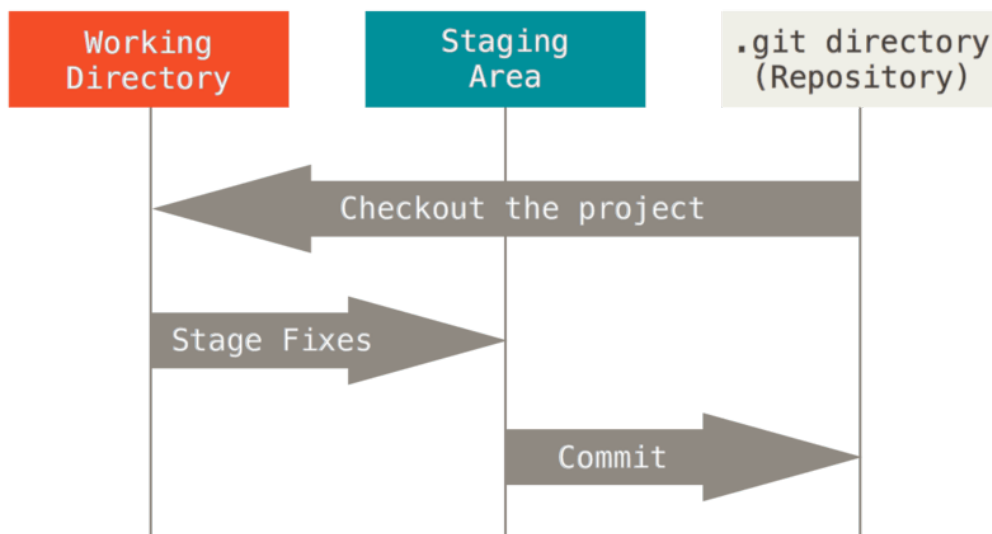 Working
Directory
Staging
Area
.git directory
(Repository)
Checkout the project
Stage Fixes
Commit